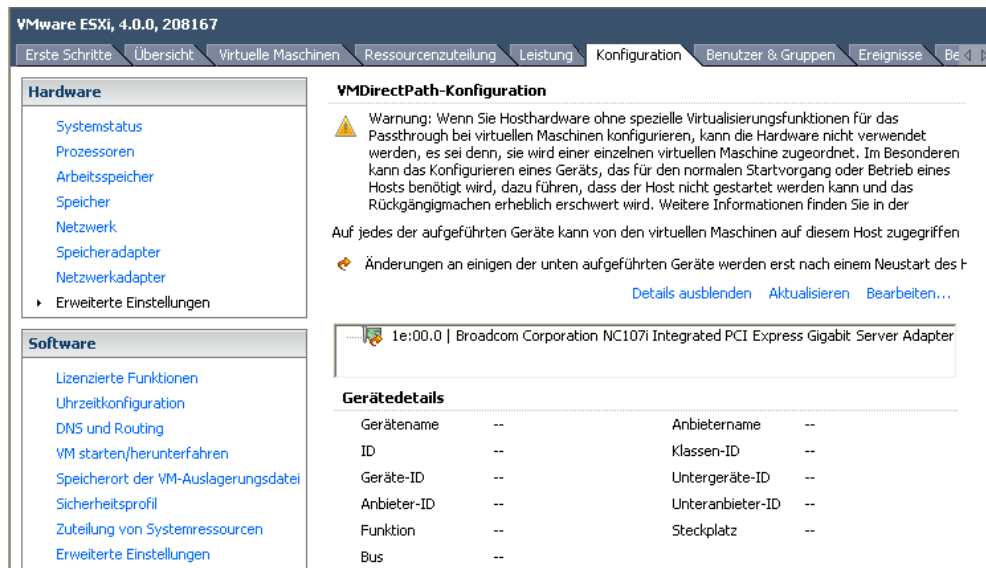 VMware ESXi, 4.0.0, 208167
Erste Schritte Übersicht Virtuelle Maschinen Ressourcenzuteilung Leistung Konfiguration Benutzer & Gruppen Ereignisse Be
Hardware
Systemstatus
Prozessoren
Arbeitsspeicher
Speicher
Netzwerk
Speicheradapter
Netzwerkadapter
Erweiterte Einstellungen
Software
Lizenzierte Funktionen
Uhrzeitkonfiguration
DNS und Routing
VM starten/herunterfahren
Speicherort der VM-Auslagerungsdatei
Sicherheitsprofil
Zuteilung von Systemressourcen
Erweiterte Einstellungen
VMDirectPath-Konfiguration
Warnung: Wenn Sie Hosthardware ohne spezielle Virtualisierungsfunktionen für das
Passthrough bei virtuellen Maschinen konfigurieren, kann die Hardware nicht verwendet
werden, es sei denn, sie wird einer einzelnen virtuellen Maschine zugeordnet. Im Besonderen
kann das Konfigurieren eines Geräts, das für den normalen Startvorgang oder Betrieb eines
Hosts benötigt wird, dazu führen, dass der Host nicht gestartet werden kann und das
Rückgängigmachen erheblich erschwert wird. Weitere Informationen finden Sie in der
Auf jedes der aufgeführten Geräte kann von den virtuellen Maschinen auf diesem Host zugegriffen
Änderungen an einigen der unten aufgeführten Geräte werden erst nach einem Neustart des H
Details ausblenden Aktualisieren Bearbeiten...
1e:00.0 | Broadcom Corporation NC107i Integrated PCI Express Gigabit Server Adapter
Gerätedetails
Gerätename -- Anbietername --
ID -- Klassen-ID --
Geräte-ID -- Untergeräte-ID --
Anbieter-ID -- Unteranbieter-ID --
Funktion -- Steckplatz --
Bus --